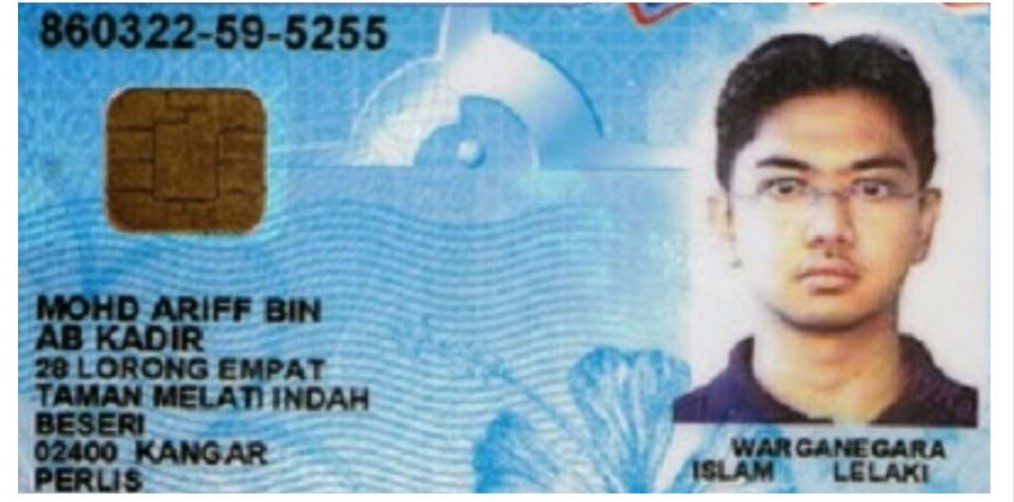 860322-59-5255
MOHD ARIFF BIN
AB KADIR
28 LORONG EMPAT
TAMAN MELATI INDAH
BESERI
02400 KANGAR
PERLIS
WARGANEGARA
ISLAM LELAKI